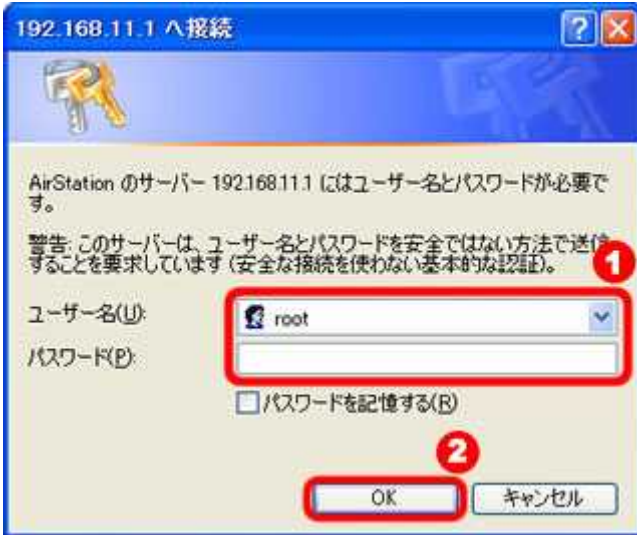 192.168.11.1 へ接続
AirStation のサーバー 192.168.11.1 にはユーザー名とパスワードが必要で
す。
警告: このサーバーは、ユーザー名とパスワードを安全ではない方法で送信
することを要求しています (安全な接続を使わない基本的な認証)。
1
ユーザー名(U):
root
パスワード(P):
パスワードを記憶する(R)
2
OK
キャンセル